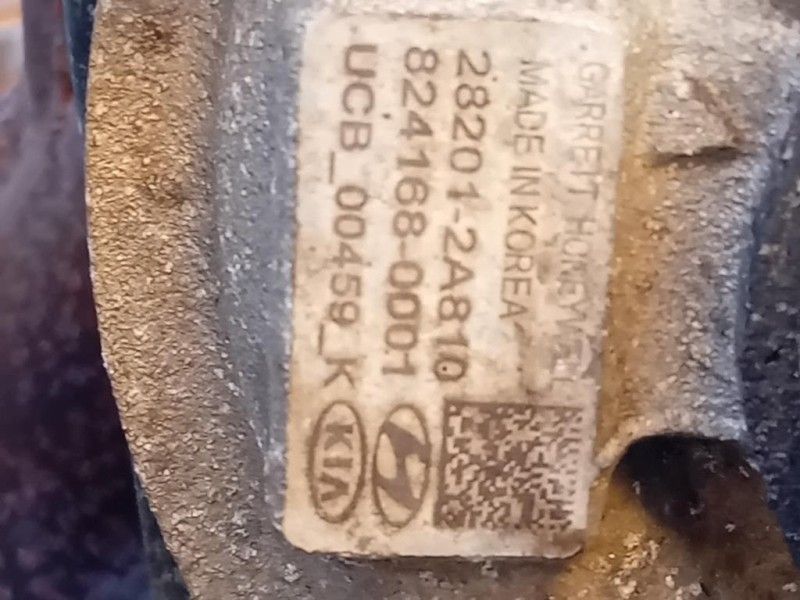 GARRETT HONEYWELL
MADE IN KOREA
28201-2A810
824168-0001
UCB_00459_K
KIA